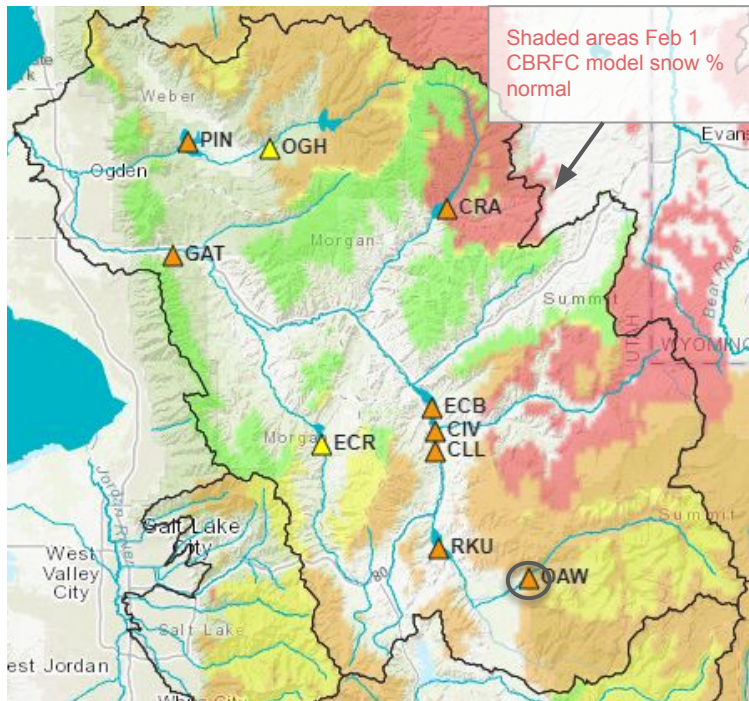 Shaded areas Feb 1
CBRFC model snow %
normal
Weber
PIN
OGH
Evans
Ogden
CRA
Morgan
GAT
Summit
Bear River
UTAH
WYOMING
ECB
CIV
Morgan
ECR
CLL
Jordan River
Salt Lake
City
Summit
West
Valley
City
RKU
80
OAW
Salt Lake
est Jordan
White City